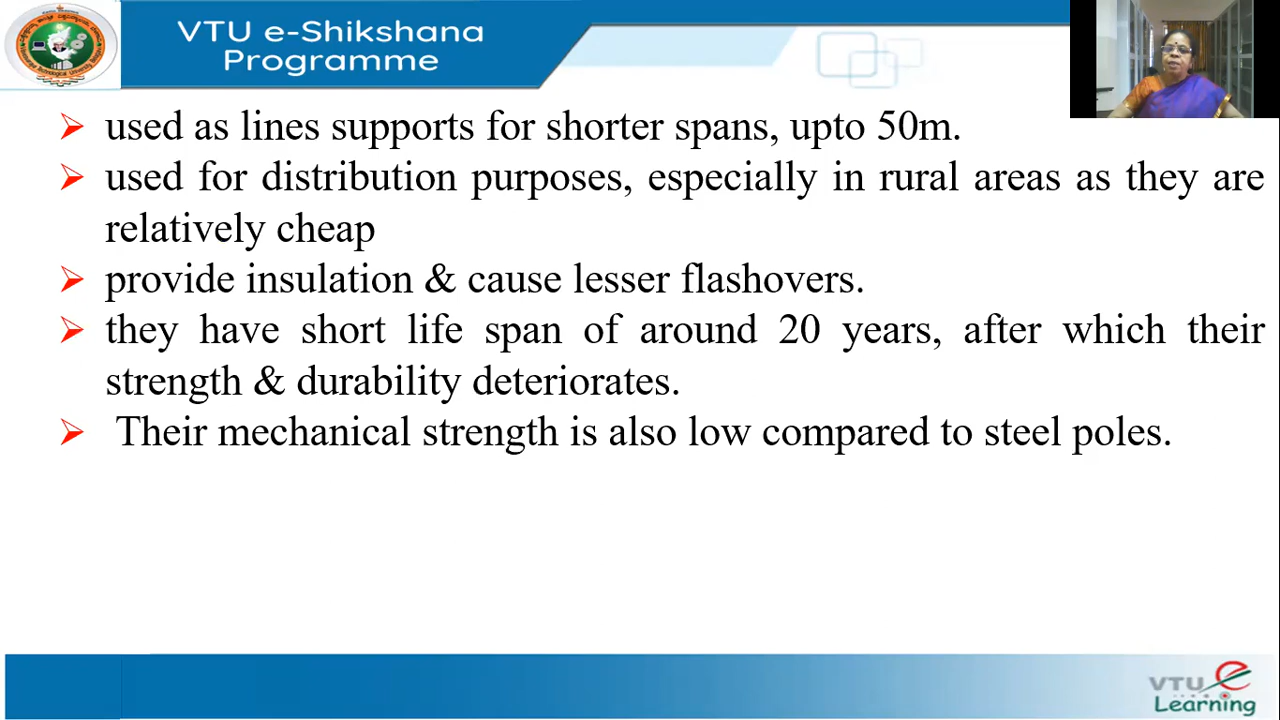 VTU e-Shikshana
Programme
➢ used as lines supports for shorter spans, upto 50m.
➢ used for distribution purposes, especially in rural areas as they are
relatively cheap
➢ provide insulation & cause lesser flashovers.
➢ they have short life span of around 20 years, after which their
strength & durability deteriorates.
➢ Their mechanical strength is also low compared to steel poles.
VTU e
Learning